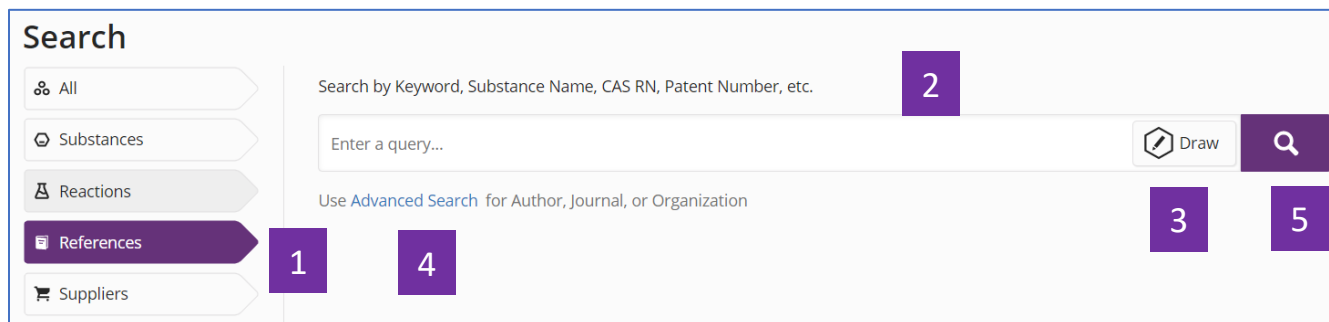 Search
All
Substances
Reactions
References
Suppliers
1
Search by Keyword, Substance Name, CAS RN, Patent Number, etc.
2
Enter a query...
Draw
Use Advanced Search for Author, Journal, or Organization
3
4
5